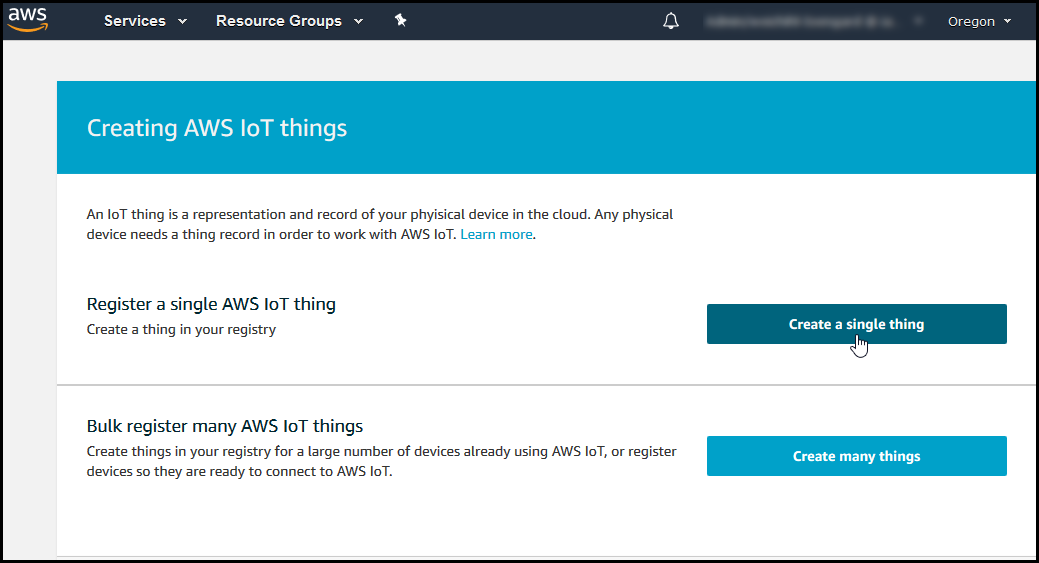 aws Services Resource Groups Oregon
Creating AWS IoT things
An IoT thing is a representation and record of your phyisical device in the cloud. Any physical
device needs a thing record in order to work with AWS IoT. Learn more.
Register a single AWS IoT thing
Create a thing in your registry
Create a single thing
Bulk register many AWS IoT things
Create things in your registry for a large number of devices already using AWS IoT, or register
devices so they are ready to connect to AWS IoT.
Create many things